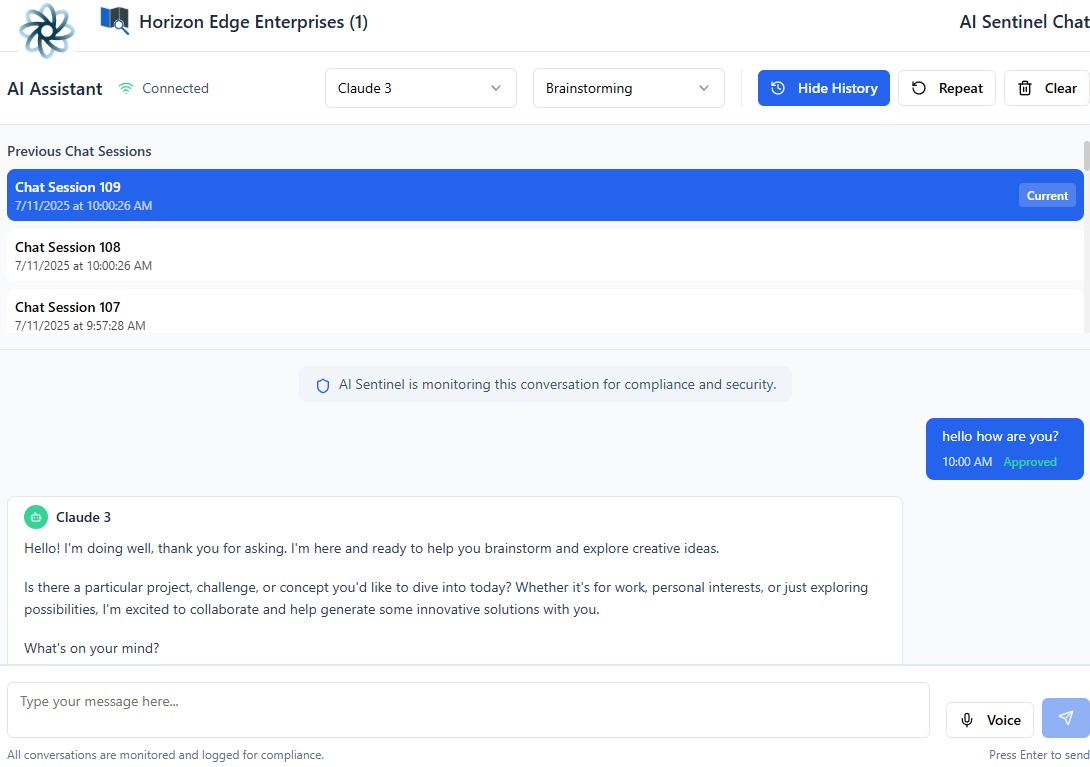 Horizon Edge Enterprises (1)
AI Sentinel Chat
AI Assistant
Connected
Claude 3
Brainstorming
Hide History
Repeat
Clear
Previous Chat Sessions
Chat Session 109
7/11/2025 at 10:00:26 AM
Current
Chat Session 108
7/11/2025 at 10:00:26 AM
Chat Session 107
7/11/2025 at 9:57:28 AM
AI Sentinel is monitoring this conversation for compliance and security.
hello how are you?
10:00 AM Approved
Claude 3
Hello! I'm doing well, thank you for asking. I'm here and ready to help you brainstorm and explore creative ideas.
Is there a particular project, challenge, or concept you'd like to dive into today? Whether it's for work, personal interests, or just exploring
possibilities, I'm excited to collaborate and help generate some innovative solutions with you.
What's on your mind?
Type your message here...
Voice
All conversations are monitored and logged for compliance.
Press Enter to send